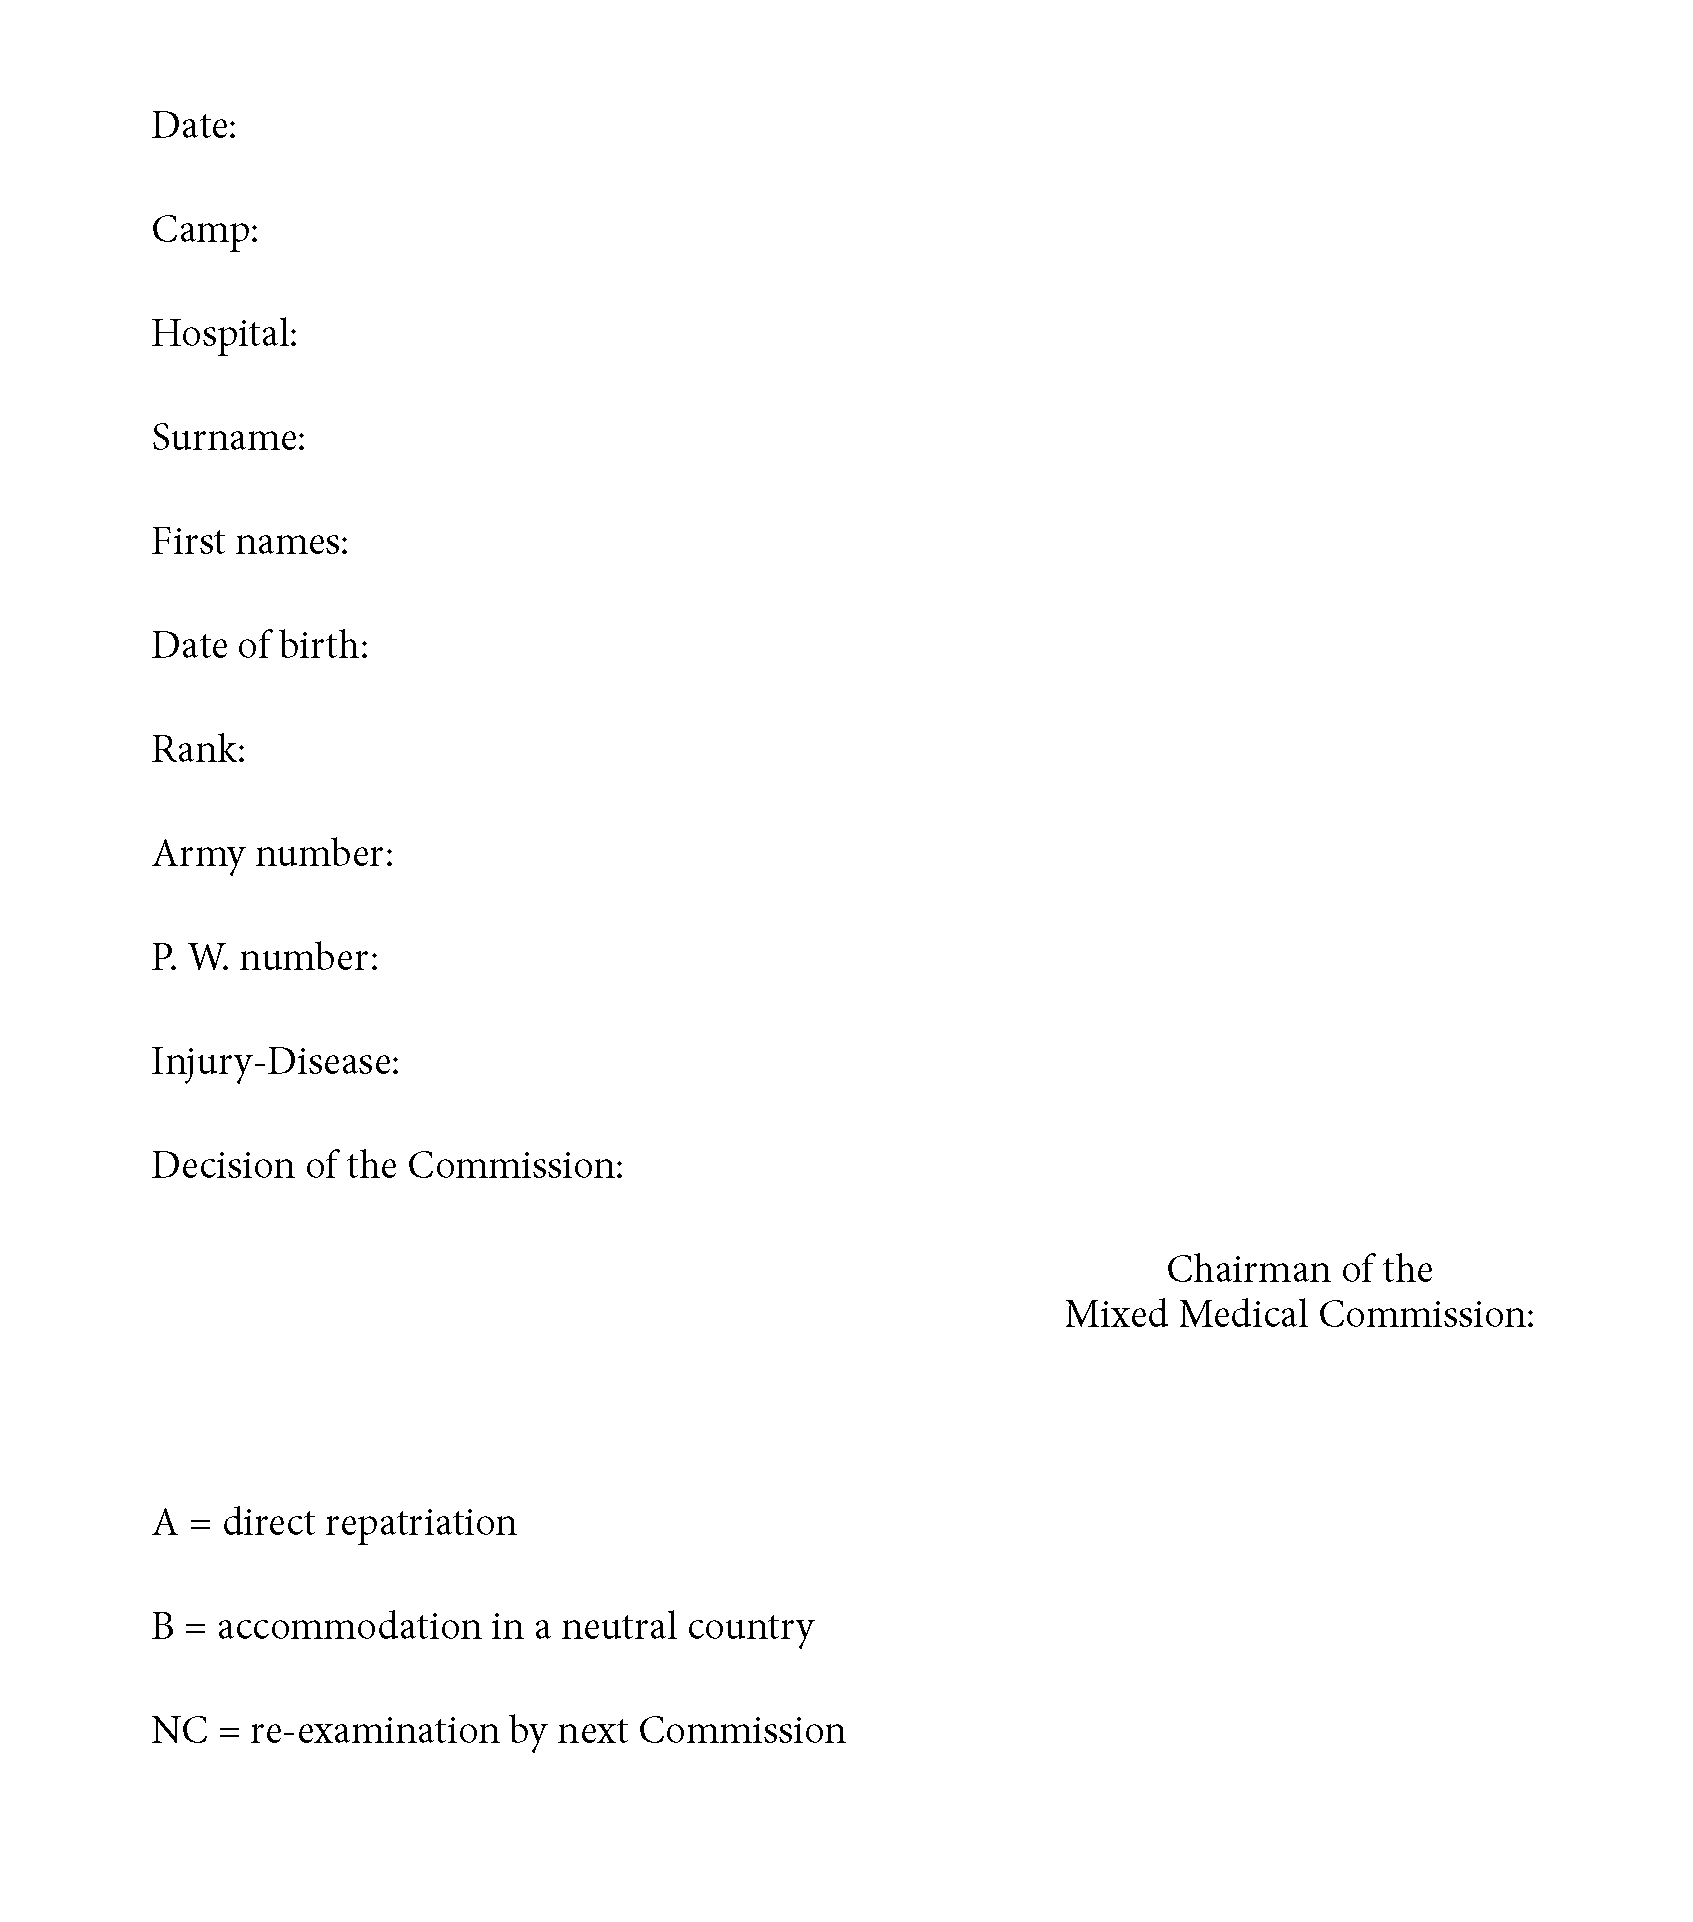 Date:
Camp:
Hospital:
Surname:
First names:
Date of birth:
Rank:
Army number:
P. W. number:
Injury-Disease:
Decision of the Commission:
Chairman of the
Mixed Medical Commission:
A = direct repatriation
B = accommodation in a neutral country
NC = re-examination by next Commission